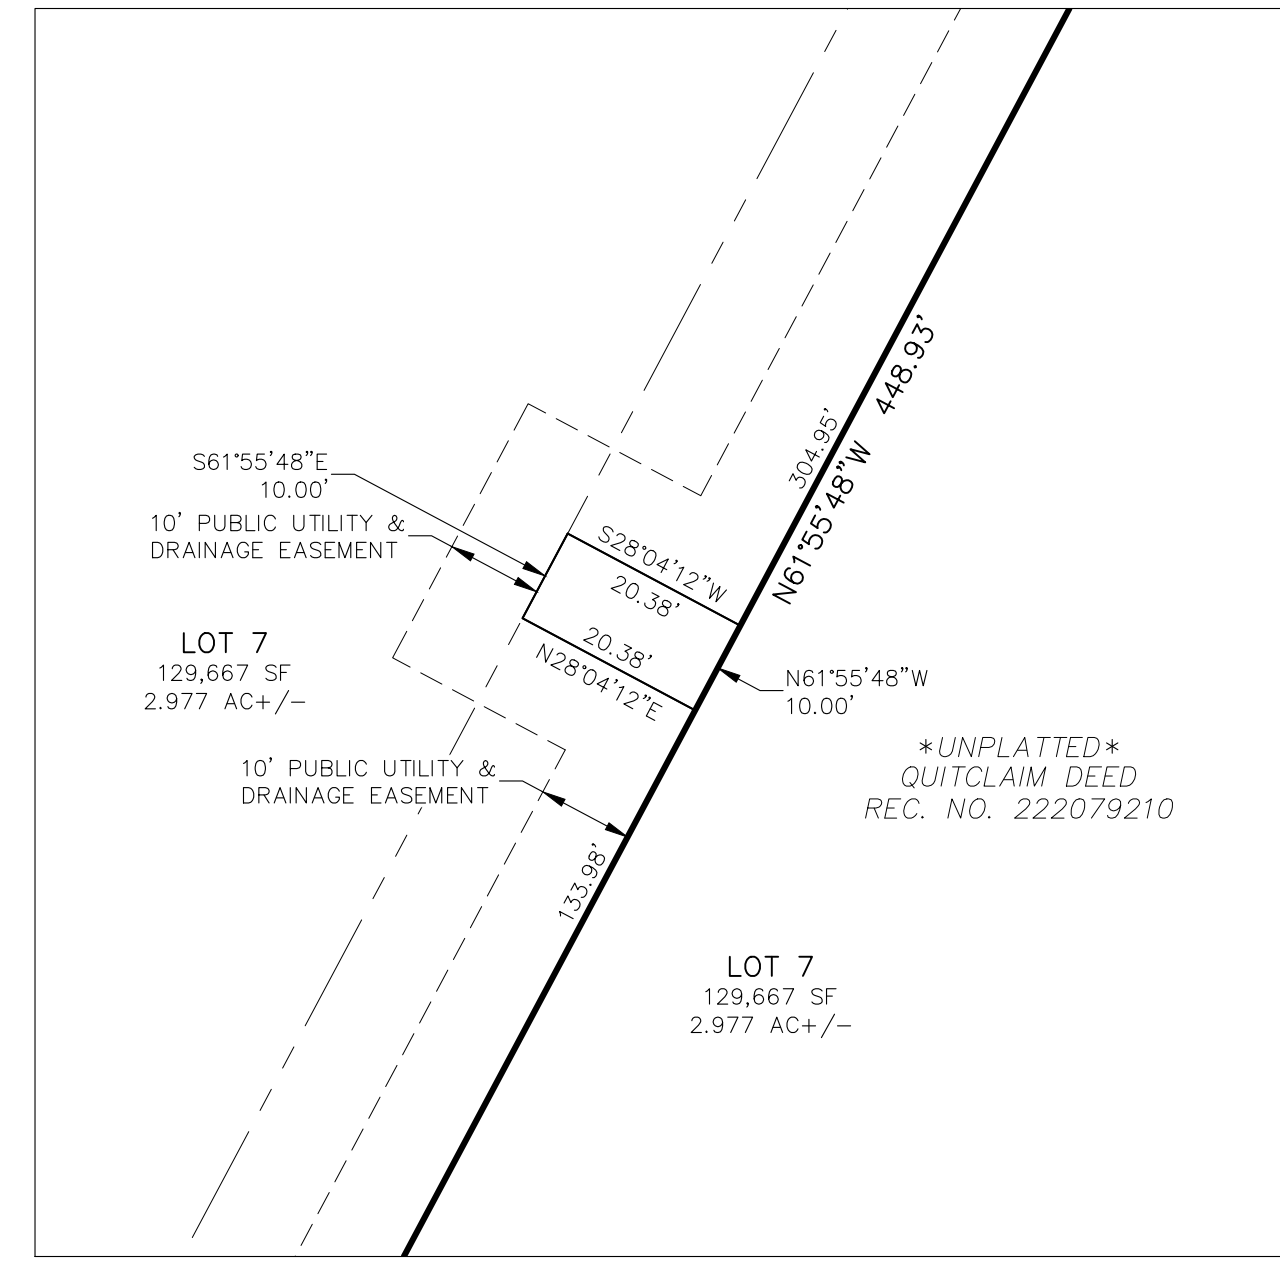 448.93'
304.95'
N61°55'48"W
S61°55'48"E
10.00'
10' PUBLIC UTILITY &
DRAINAGE EASEMENT
S28°04'12"W
20.38'
20.38'
N28°04'12"E
LOT 7
129,667 SF
2.977 AC+/–
N61°55'48"W
10.00'
*UNPLATTED*
QUITCLAIM DEED
REC. NO. 222079210
10' PUBLIC UTILITY &
DRAINAGE EASEMENT
133.98'
LOT 7
129,667 SF
2.977 AC+/–